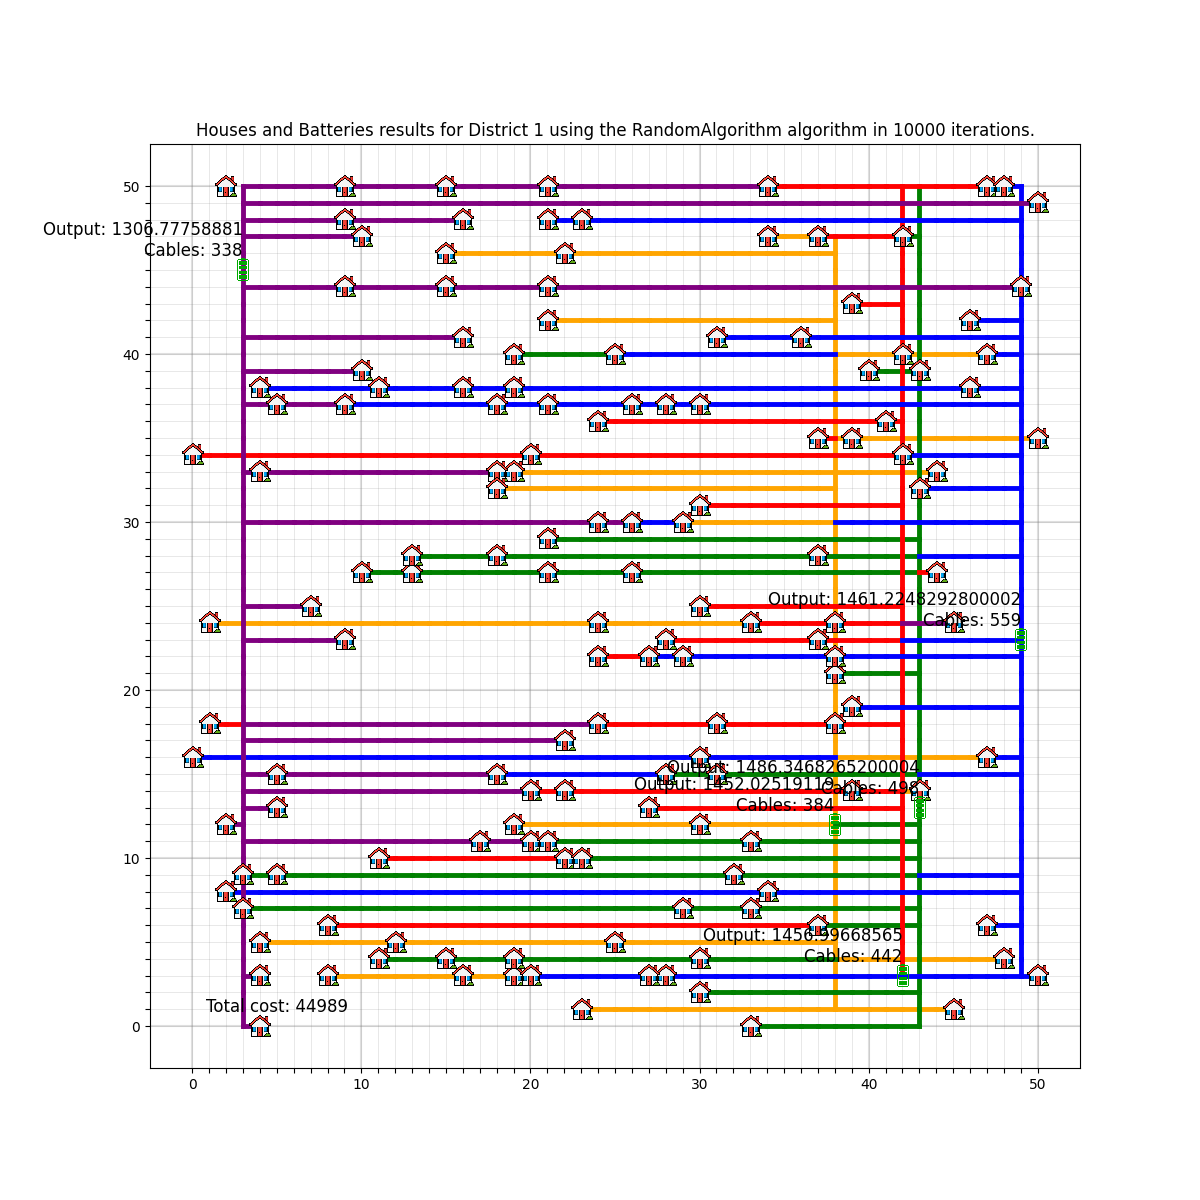 Houses and Batteries results for District 1 using the RandomAlgorithm algorithm in 10000 iterations.
50
Output: 1306.77758881
Cables: 338
40
30
Output: 1461.2248292800002
Cables: 559
20
Output: 1486.3468265200004
Cables: 498
Output:
Cables: 384
10
Output: 1456.99668565
Cables: 442
Total cost: 44989
0
0 10 20 30 40 50